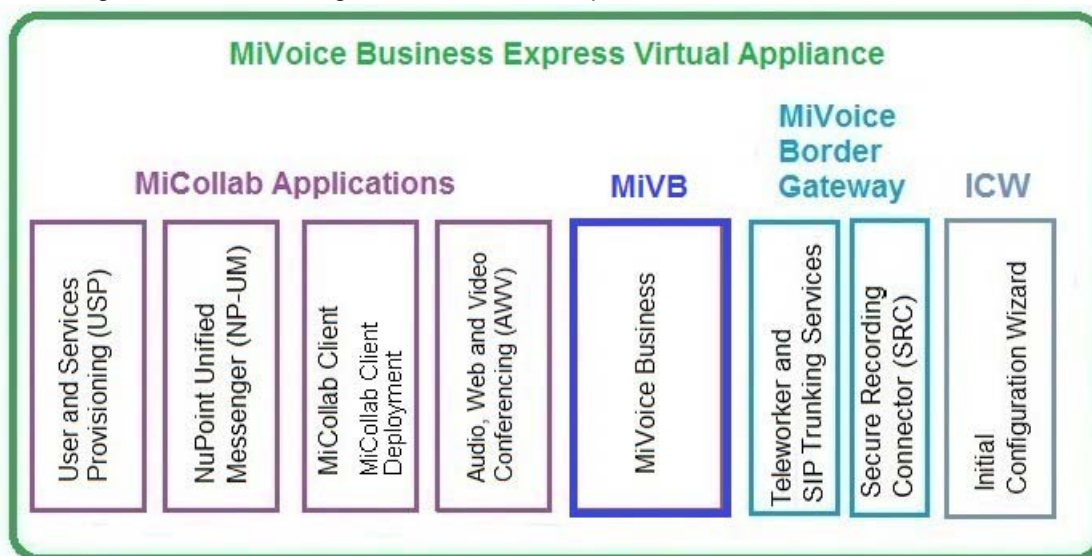 MiVoice Business Express Virtual Appliance
MiCollab Applications
MiVB
MiVoice
Border
Gateway
ICW
User and Services
Provisioning (USP)
NuPoint Unified
Messenger (NP-UM)
MiCollab Client
MiCollab Client
Deployment
Audio, Web and Video
Conferencing (AWV)
MiVoice Business
Teleworker and
SIP Trunking Services
Secure Recording
Connector (SRC)
Initial
Configuration Wizard